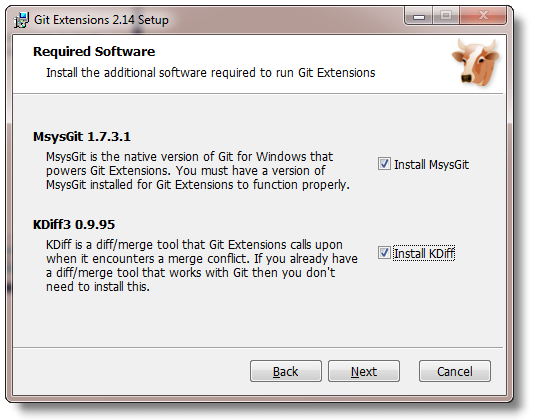 Git Extensions 2.14 Setup
Required Software
Install the additional software required to run Git Extensions
MsysGit 1.7.3.1
MsysGit is the native version of Git for Windows that
powers Git Extensions. You must have a version of
MsysGit installed for Git Extensions to function properly.
Install MsysGit
KDiff3 0.9.95
KDiff is a diff/merge tool that Git Extensions calls upon
when it encounters a merge conflict. If you already have
a diff/merge tool that works with Git then you don't
need to install this.
Install KDiff
Back
Next
Cancel